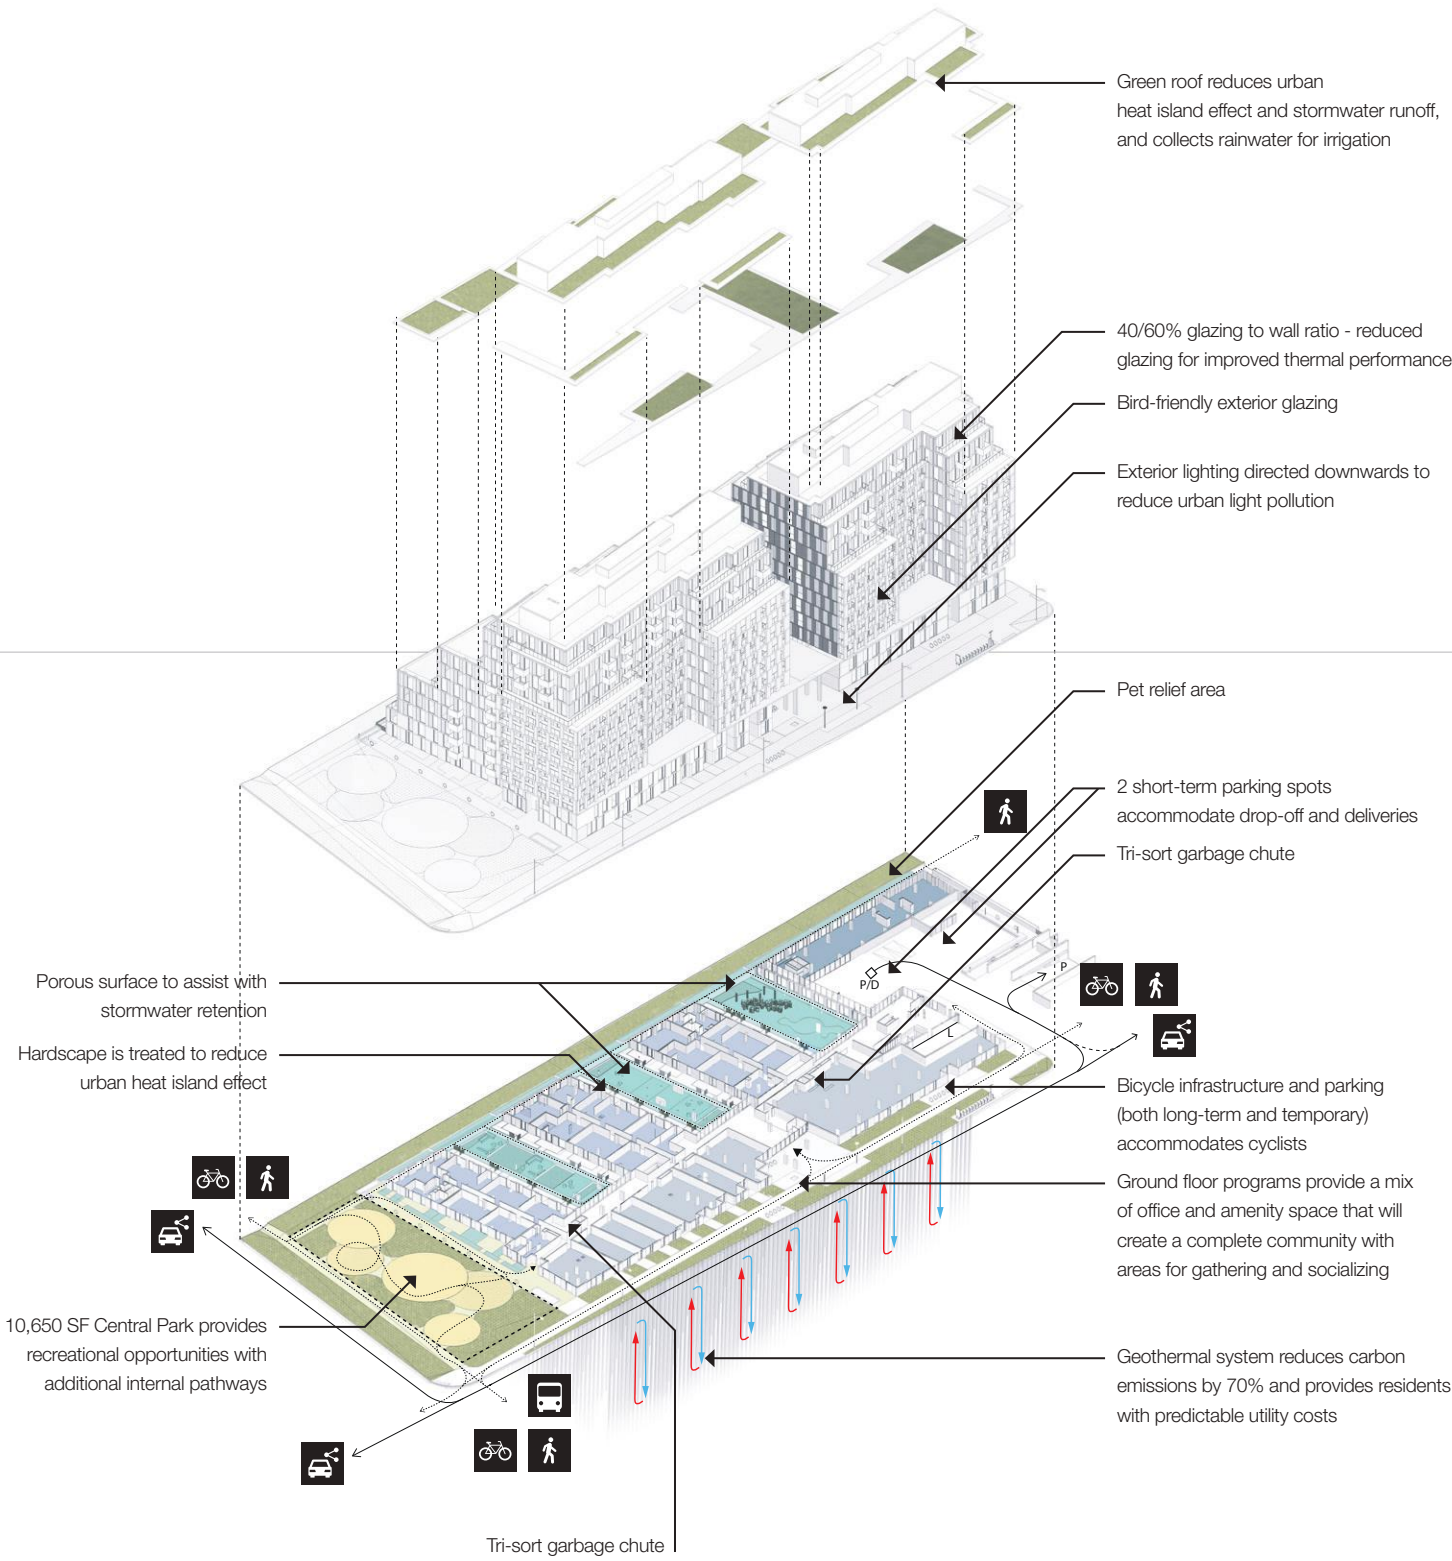 Green roof reduces urban
heat island effect and stormwater runoff,
and collects rainwater for irrigation
40/60% glazing to wall ratio - reduced
glazing for improved thermal performance
Bird-friendly exterior glazing
Exterior lighting directed downwards to
reduce urban light pollution
Pet relief area
2 short-term parking spots
accommodate drop-off and deliveries
Tri-sort garbage chute
P
P/D
L
Porous surface to assist with
stormwater retention
Hardscape is treated to reduce
urban heat island effect
Bicycle infrastructure and parking
(both long-term and temporary)
accommodates cyclists
Ground floor programs provide a mix
of office and amenity space that will
create a complete community with
areas for gathering and socializing
10,650 SF Central Park provides
recreational opportunities with
additional internal pathways
Geothermal system reduces carbon
emissions by 70% and provides residents
with predictable utility costs
Tri-sort garbage chute